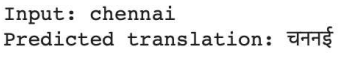 Input: chennai
Predicted translation: चननई